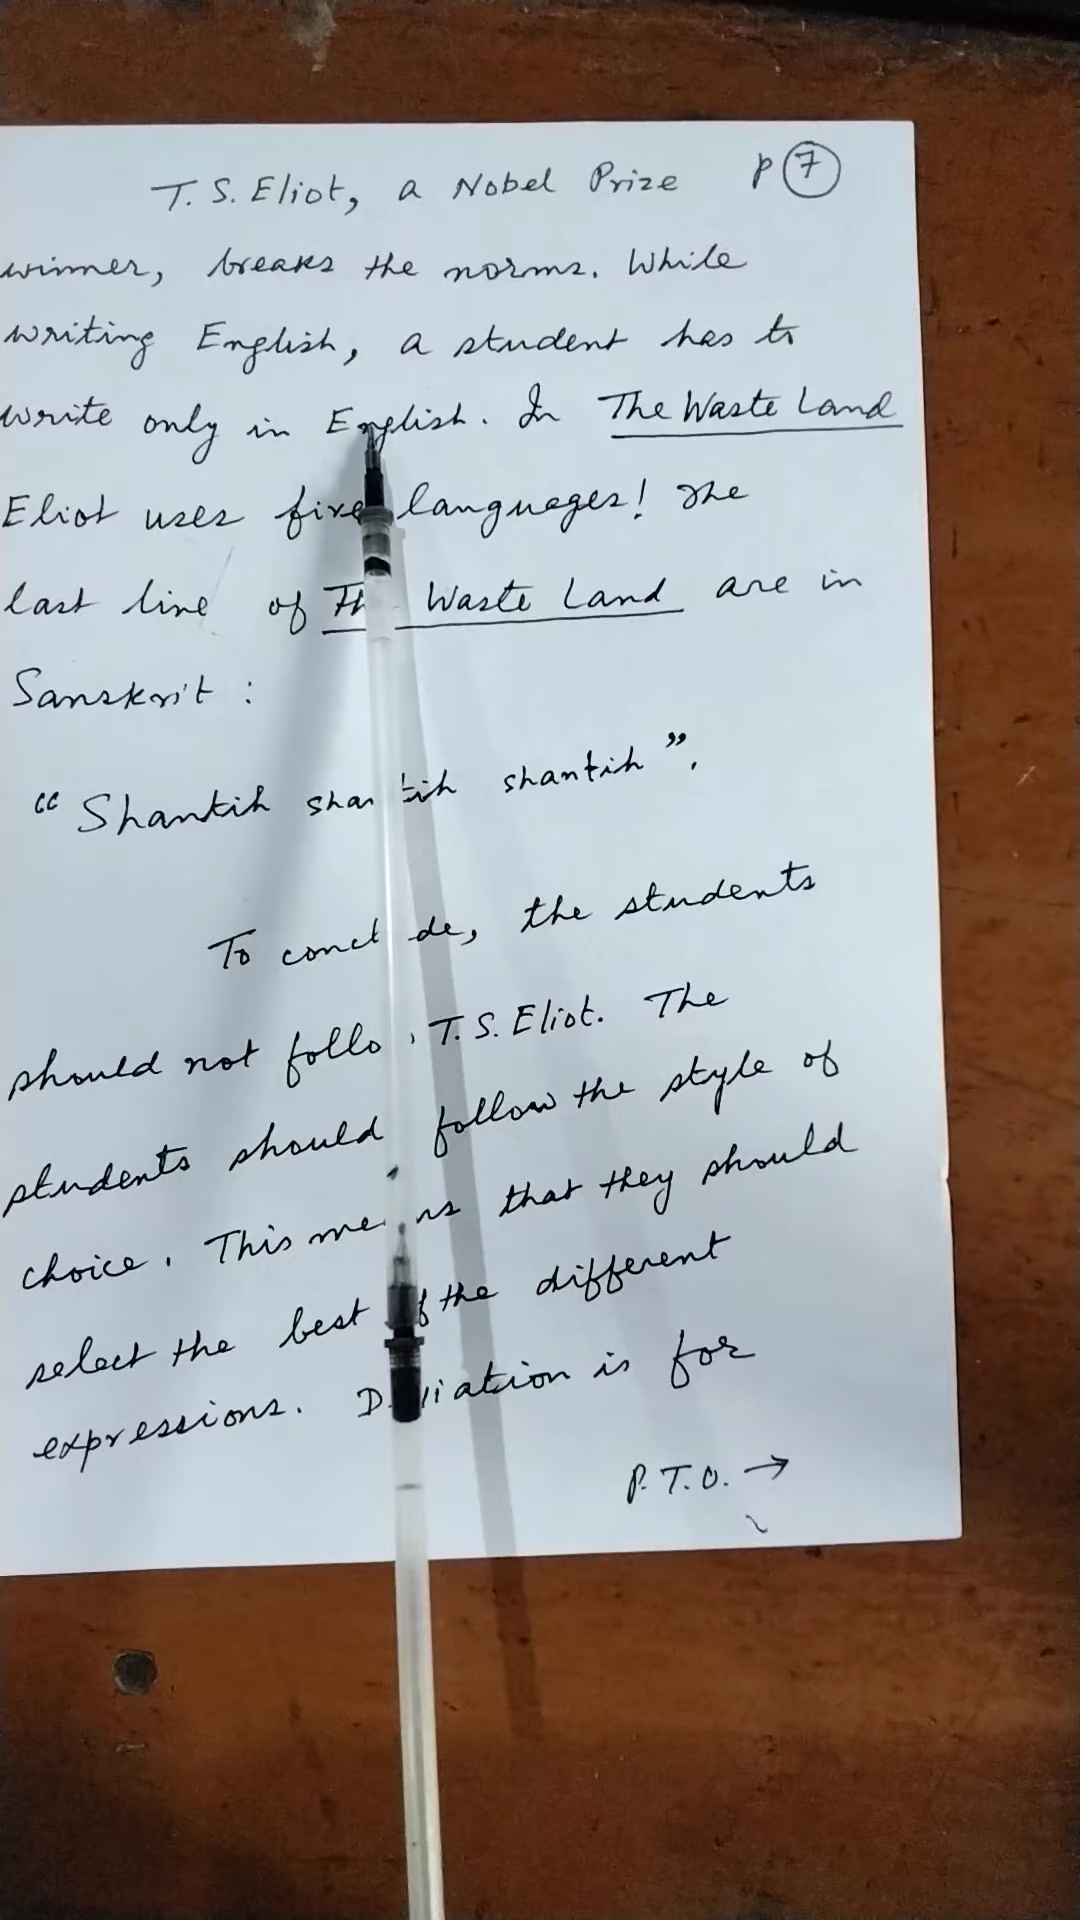 T. S. Eliot, a Nobel Prize P 7
winner, breaks the norms. While
writing English, a student has to
write only in English. In The Waste Land
Eliot uses five languages! The
last line of The Waste Land are in
Sanskrit :
“ Shantih shantih shantih ”.
To conclude, the students
should not follow T. S. Eliot. The
students should follow the style of
choice. This means that they should
select the best of the different
expressions. Deviation is for
P. T. O. →